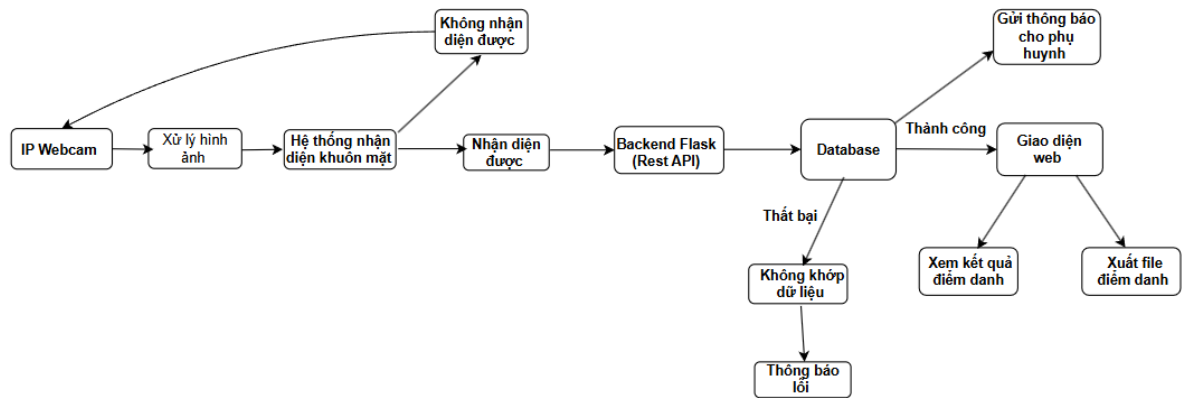 Không nhận
diện được
Gửi thông báo
cho phụ
huynh
IP Webcam
Xử lý hình
ảnh
Hệ thống nhận
diện khuôn mặt
Nhận diện
được
Backend Flask
(Rest API)
Database
Thành công
Giao diện
web
Thất bại
Không khớp
dữ liệu
Xem kết quả
điểm danh
Xuất file
điểm danh
Thông báo
lỗi